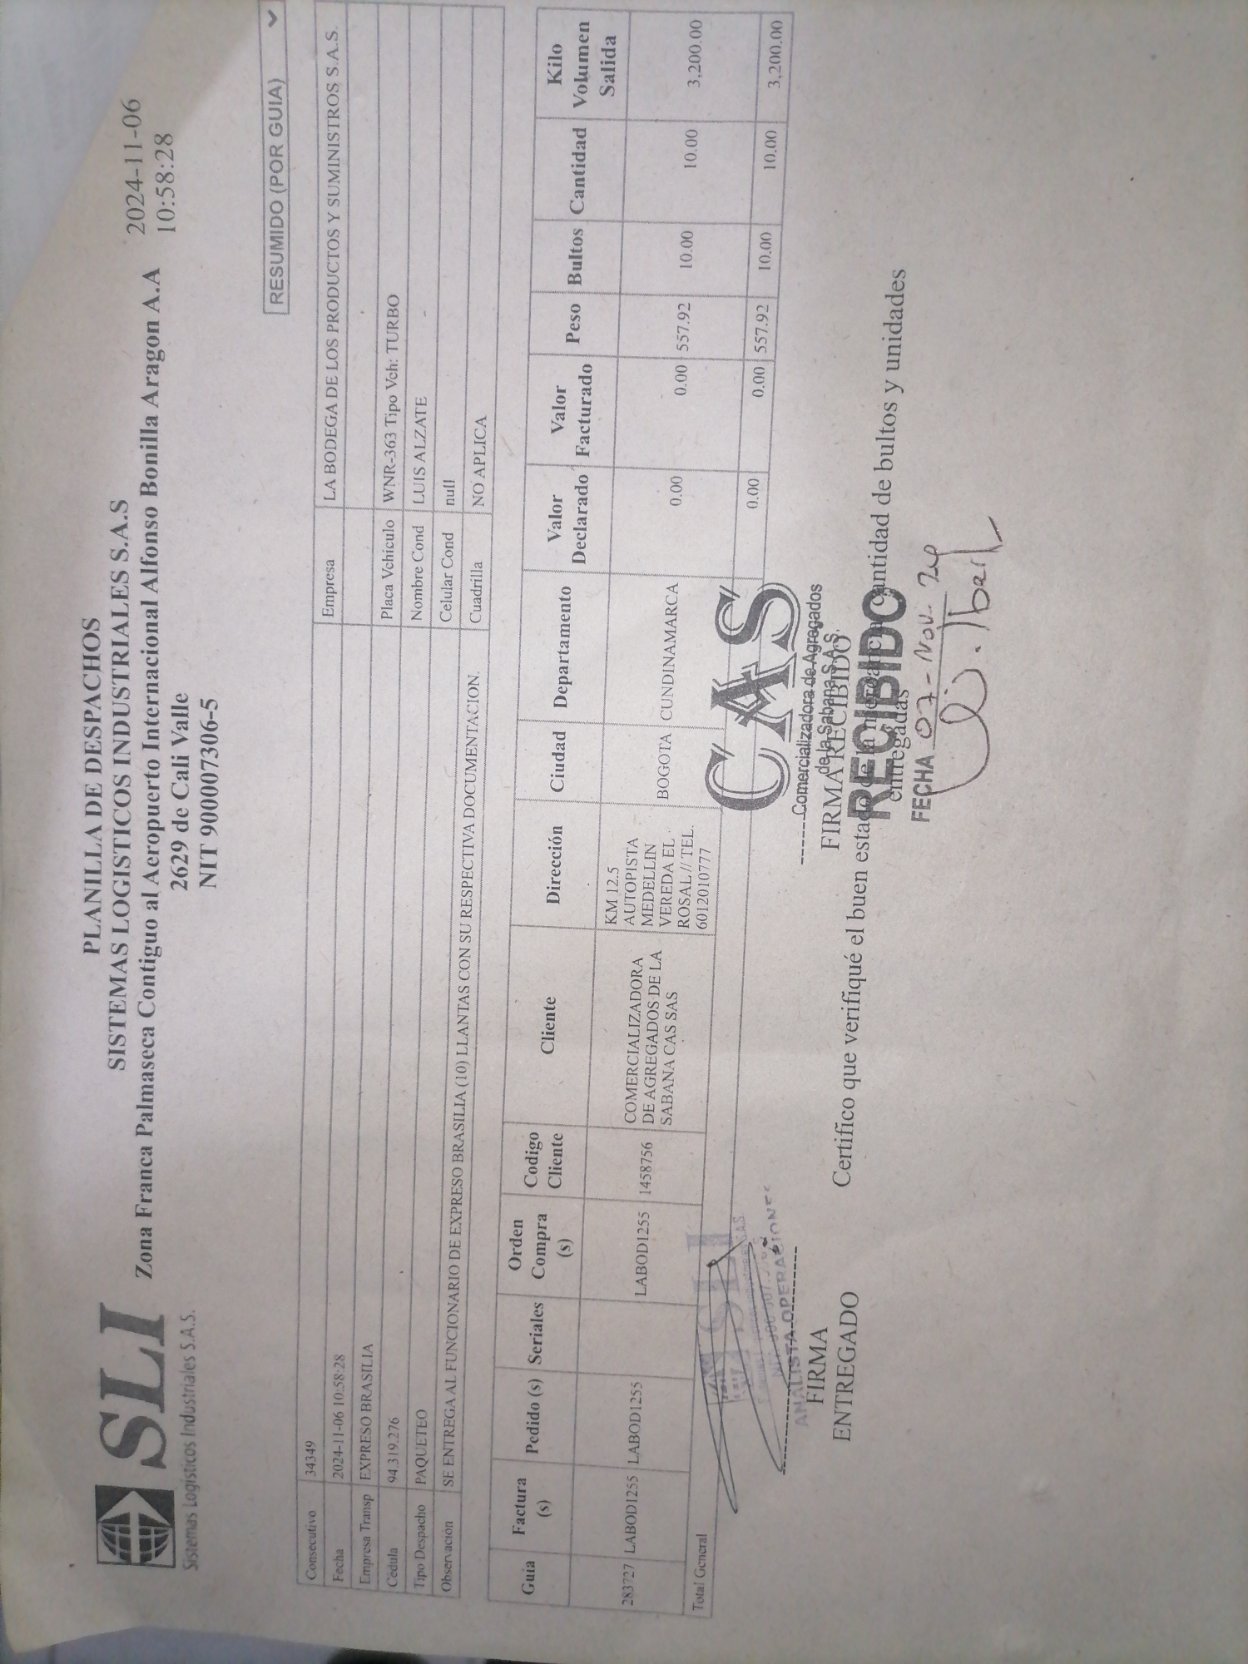 SLI
Sistemas Logísticos Industriales S.A.S.
PLANILLA DE DESPACHOS
SISTEMAS LOGISTICOS INDUSTRIALES S.A.S
Zona Franca Palmaseca Contiguo al Aeropuerto Internacional Alfonso Bonilla Aragon A.A
2629 de Cali Valle
NIT 900007306-5
2024-11-06
10:58:28
RESUMIDO (POR GUIA)
Consecutivo 34349 Empresa LA BODEGA DE LOS PRODUCTOS Y SUMINISTROS S.A.S.
Fecha 2024-11-06 10:58:28
Empresa Transp EXPRESO BRASILIA Placa Vehiculo WNR-363 Tipo Veh: TURBO
Cedula 94.319.276 Nombre Cond LUIS ALZATE
Tipo Despacho PAQUETEO Celular Cond null
Observacion SE ENTREGA AL FUNCIONARIO DE EXPRESO BRASILIA (10) LLANTAS CON SU RESPECTIVA DOCUMENTACION. Cuadrilla NO APLICA
Guia Factura (s) Pedido (s) Seriales Orden Compra (s) Codigo Cliente Cliente Dirección Ciudad Departamento Valor Declarado Valor Facturado Peso Bultos Cantidad Kilo Volumen Salida
283727 LABOD1255 LABOD1255 LABOD1255 1458756 COMERCIALIZADORA DE AGREGADOS DE LA SABANA CAS SAS KM 12.5 AUTOPISTA MEDELLIN VEREDA EL ROSAL // TEL. 6012010777 BOGOTA CUNDINAMARCA 0.00 0.00 557.92 10.00 10.00 3,200.00
Total General 0.00 0.00 557.92 10.00 10.00 3,200.00
SLI
ANALISTA OPERACIONES
FIRMA
ENTREGADO
CAS
Comercializadora de Agragados
de la Sabana S.A.S.
FIRMA RECIBIDO
Certifico que verifiqué el buen estado de la mercancia cantidad de bultos y unidades
entregadas
RECIBIDO
FECHA 07-Nov. 24